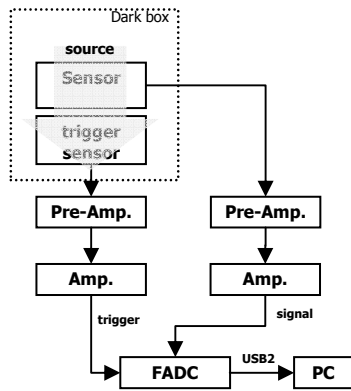 Dark box
source
Sensor
trigger
sensor
Pre-Amp.
Pre-Amp.
Amp.
Amp.
trigger
signal
FADC
USB2
PC